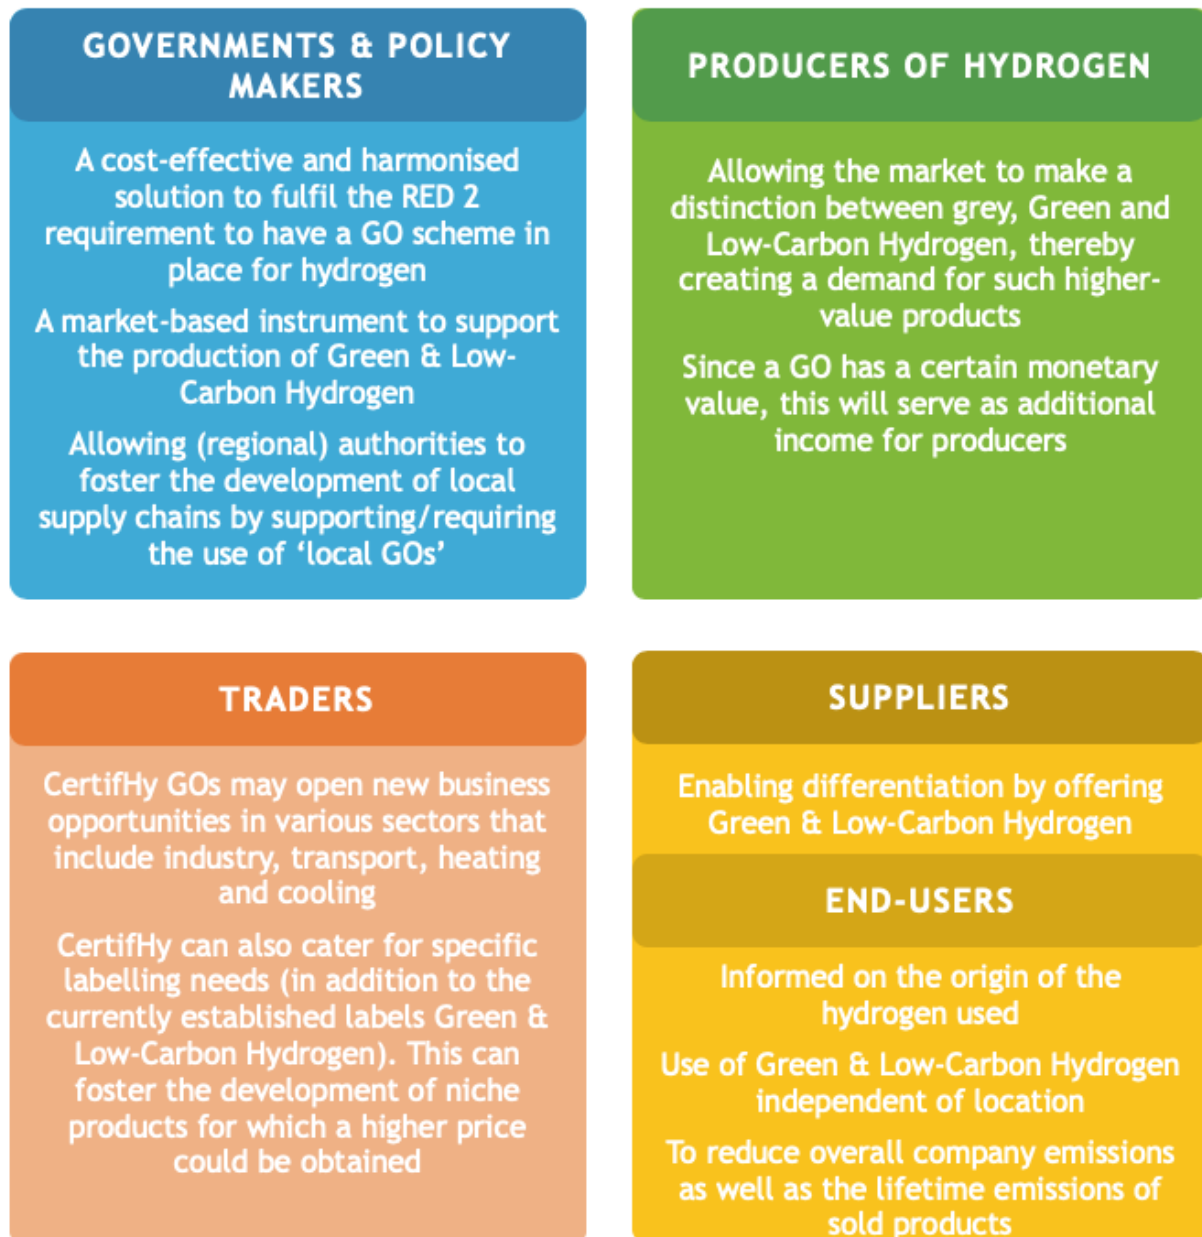 GOVERNMENTS & POLICY
MAKERS
A cost-effective and harmonised
solution to fulfil the RED 2
requirement to have a GO scheme in
place for hydrogen
A market-based instrument to support
the production of Green & Low-
Carbon Hydrogen
Allowing (regional) authorities to
foster the development of local
supply chains by supporting/requiring
the use of ‘local GOs’
PRODUCERS OF HYDROGEN
Allowing the market to make a
distinction between grey, Green and
Low-Carbon Hydrogen, thereby
creating a demand for such higher-
value products
Since a GO has a certain monetary
value, this will serve as additional
income for producers
TRADERS
CertifHy GOs may open new business
opportunities in various sectors that
include industry, transport, heating
and cooling
CertifHy can also cater for specific
labelling needs (in addition to the
currently established labels Green &
Low-Carbon Hydrogen). This can
foster the development of niche
products for which a higher price
could be obtained
SUPPLIERS
Enabling differentiation by offering
Green & Low-Carbon Hydrogen
END-USERS
Informed on the origin of the
hydrogen used
Use of Green & Low-Carbon Hydrogen
independent of location
To reduce overall company emissions
as well as the lifetime emissions of
sold products